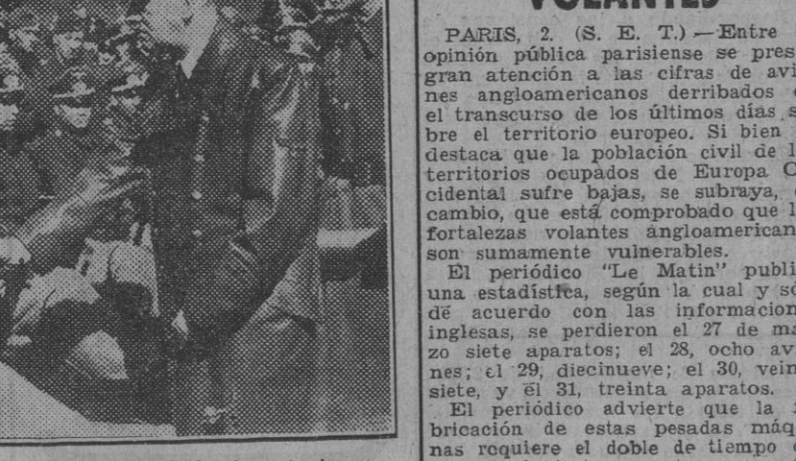 VOLANTES
PARIS, 2. (S. E. T.) — Entre
opinión pública parisiense se pres
gran atención a las cifras de avi
nes angloamericanos derribados
el transcurso de los últimos días s
bre el territorio europeo. Si bien
destaca que la población civil de l
territorios ocupados de Europa O
cidental sufre bajas, se subraya,
cambio, que está comprobado que l
fortalezas volantes angloamerican
son sumamente vulnerables.
El periódico "Le Matin" publi
una estadística, según la cual y só
de acuerdo con las informacion
inglesas, se perdieron el 27 de ma
zo siete aparatos; el 28, ocho avi
nes; el 29, diecinueve; el 30, vein
siete, y el 31, treinta aparatos.
El periódico advierte que la
bricación de estas pesadas máq
nas requiere el doble de tiempo